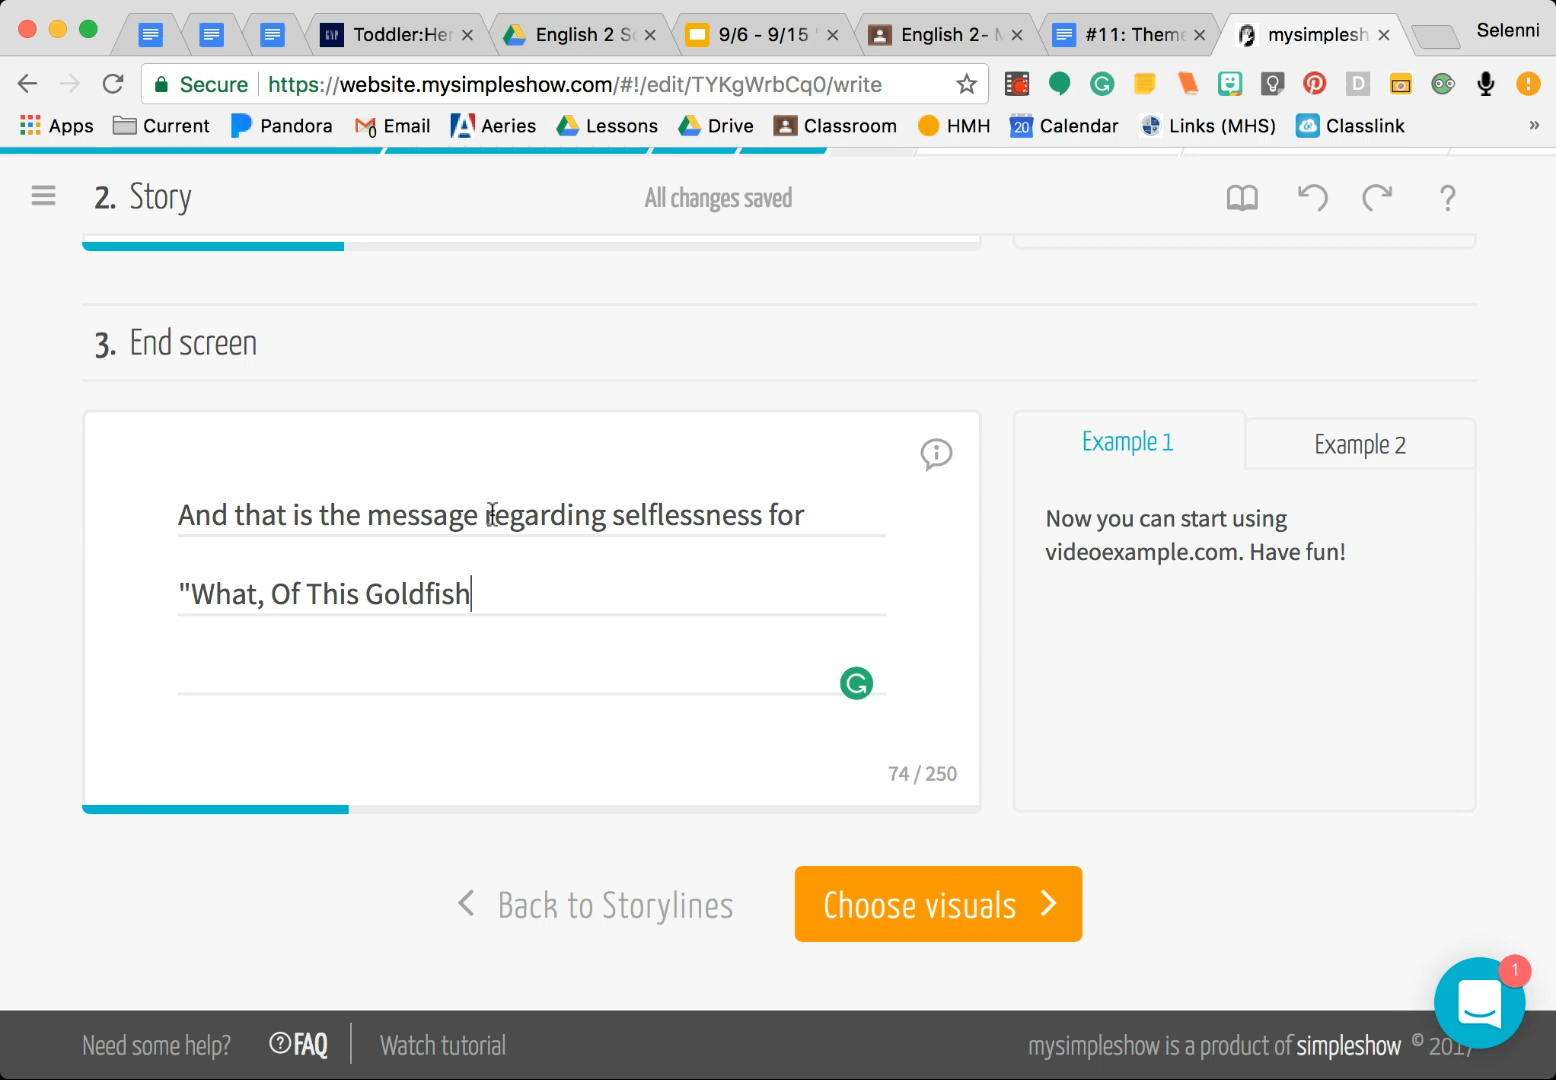 Toddler:Her
English 2 Sc
9/6 - 9/15
English 2- M
#11: Theme
mysimplesh
Selenni
Secure https://website.mysimpleshow.com/#!/edit/TYKgWrbCq0/write
Apps Current Pandora Email Aeries Lessons Drive Classroom HMH 20 Calendar Links (MHS) Classlink »
2. Story
All changes saved
?
3. End screen
And that is the message regarding selflessness for
"What, Of This Goldfish
74 / 250
Example 1
Example 2
Now you can start using
videoexample.com. Have fun!
Back to Storylines
Choose visuals
1
Need some help?
FAQ
Watch tutorial
mysimpleshow is a product of simpleshow © 2017